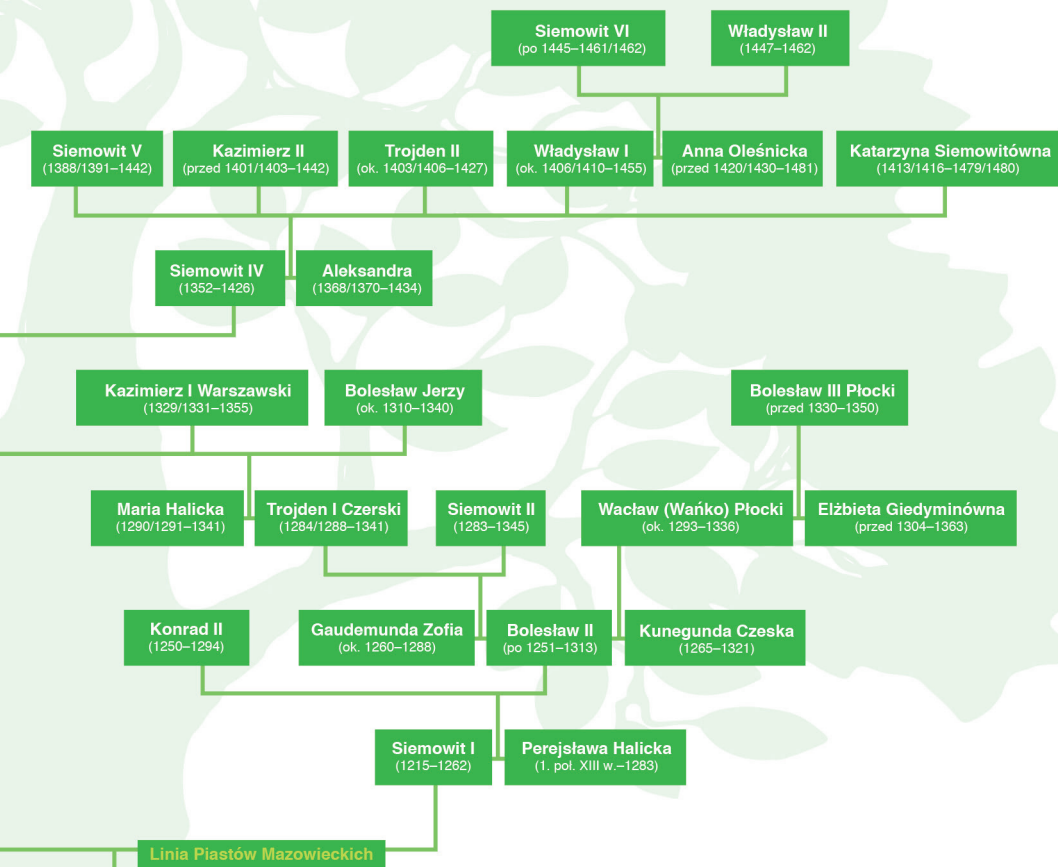 Siemowit VI
(po 1445–1461/1462)
Władysław II
(1447–1462)
Siemowit V
(1388/1391–1442)
Kazimierz II
(przed 1401/1403–1442)
Trojden II
(ok. 1403/1406–1427)
Władysław I
(ok. 1406/1410–1455)
Anna Oleśnicka
(przed 1420/1430–1481)
Katarzyna Siemowitówna
(1413/1416–1479/1480)
Siemowit IV
(1352–1426)
Aleksandra
(1368/1370–1434)
Kazimierz I Warszawski
(1329/1331–1355)
Bolesław Jerzy
(ok. 1310–1340)
Bolesław III Płocki
(przed 1330–1350)
Maria Halicka
(1290/1291–1341)
Trojden I Czerski
(1284/1288–1341)
Siemowit II
(1283–1345)
Wacław (Wańko) Płocki
(ok. 1293–1336)
Elżbieta Giedyminówna
(przed 1304–1363)
Konrad II
(1250–1294)
Gaudemunda Zofia
(ok. 1260–1288)
Bolesław II
(po 1251–1313)
Kunegunda Czeska
(1265–1321)
Siemowit I
(1215–1262)
Perejsława Halicka
(1. poł. XIII w.–1283)
Linia Piastów Mazowieckich